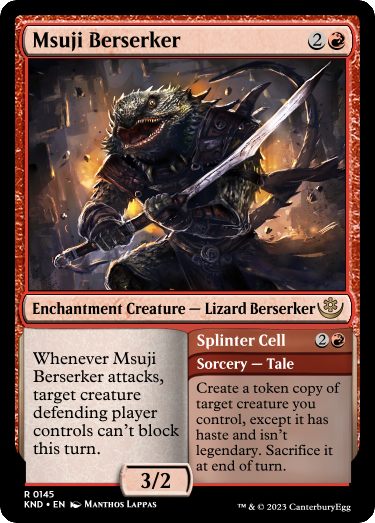 Msuji Berserker 2
Enchantment Creature — Lizard Berserker
Whenever Msuji
Berserker attacks,
target creature
defending player
controls can't block
this turn.
Splinter Cell 2
Sorcery — Tale
Create a token copy of
target creature you
control, except it has
haste and isn't
legendary. Sacrifice it
at end of turn.
3/2
R 0145
KND • EN Manthos Lappas
™ & © 2023 CanterburyEgg